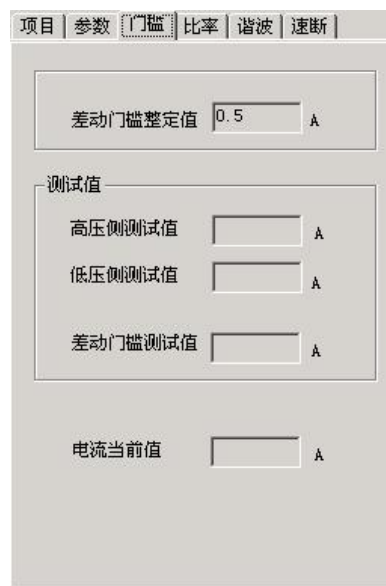 项目 参数 门槛 比率 谐波 速断
差动门槛整定值 0.5 A
测试值
高压侧测试值 A
低压侧测试值 A
差动门槛测试值 A
电流当前值 A